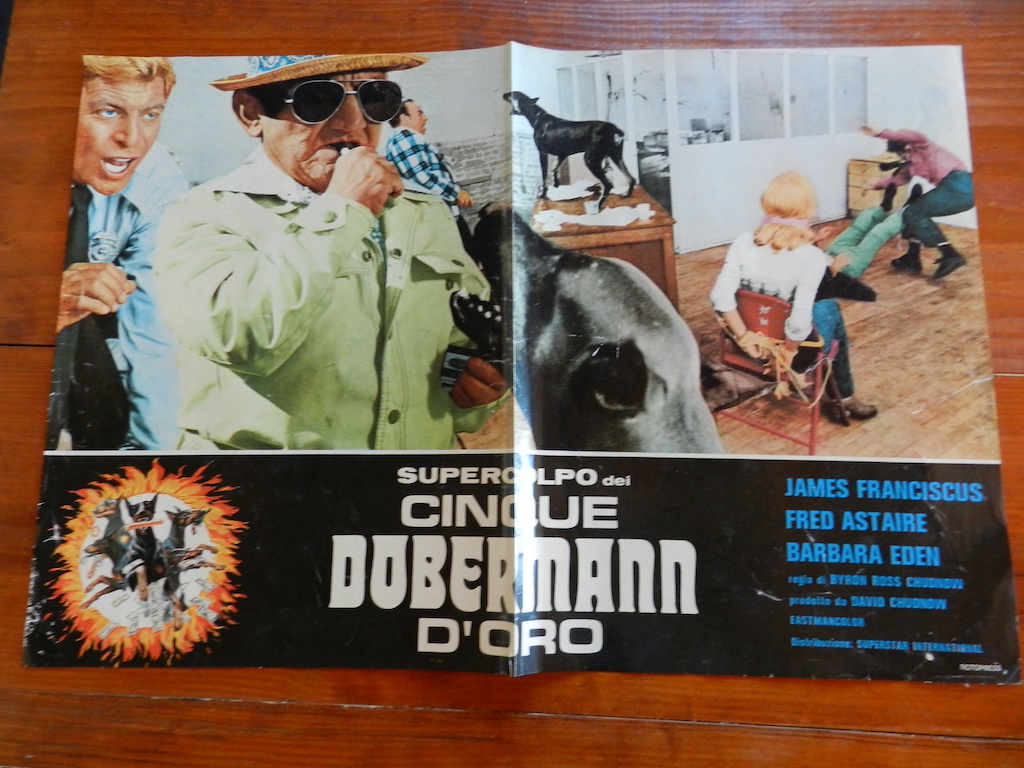 SUPERCOLPO dei
CINQUE
DOBERMANN
D'ORO
JAMES FRANCISCUS
FRED ASTAIRE
BARBARA EDEN
regia di BYRON ROSS CHUDNOW
prodotto da DAVID CHUDNOW
EASTMANCOLOR
Distribuzione: SUPERSTAR INTERNATIONAL
ROTOPRESS